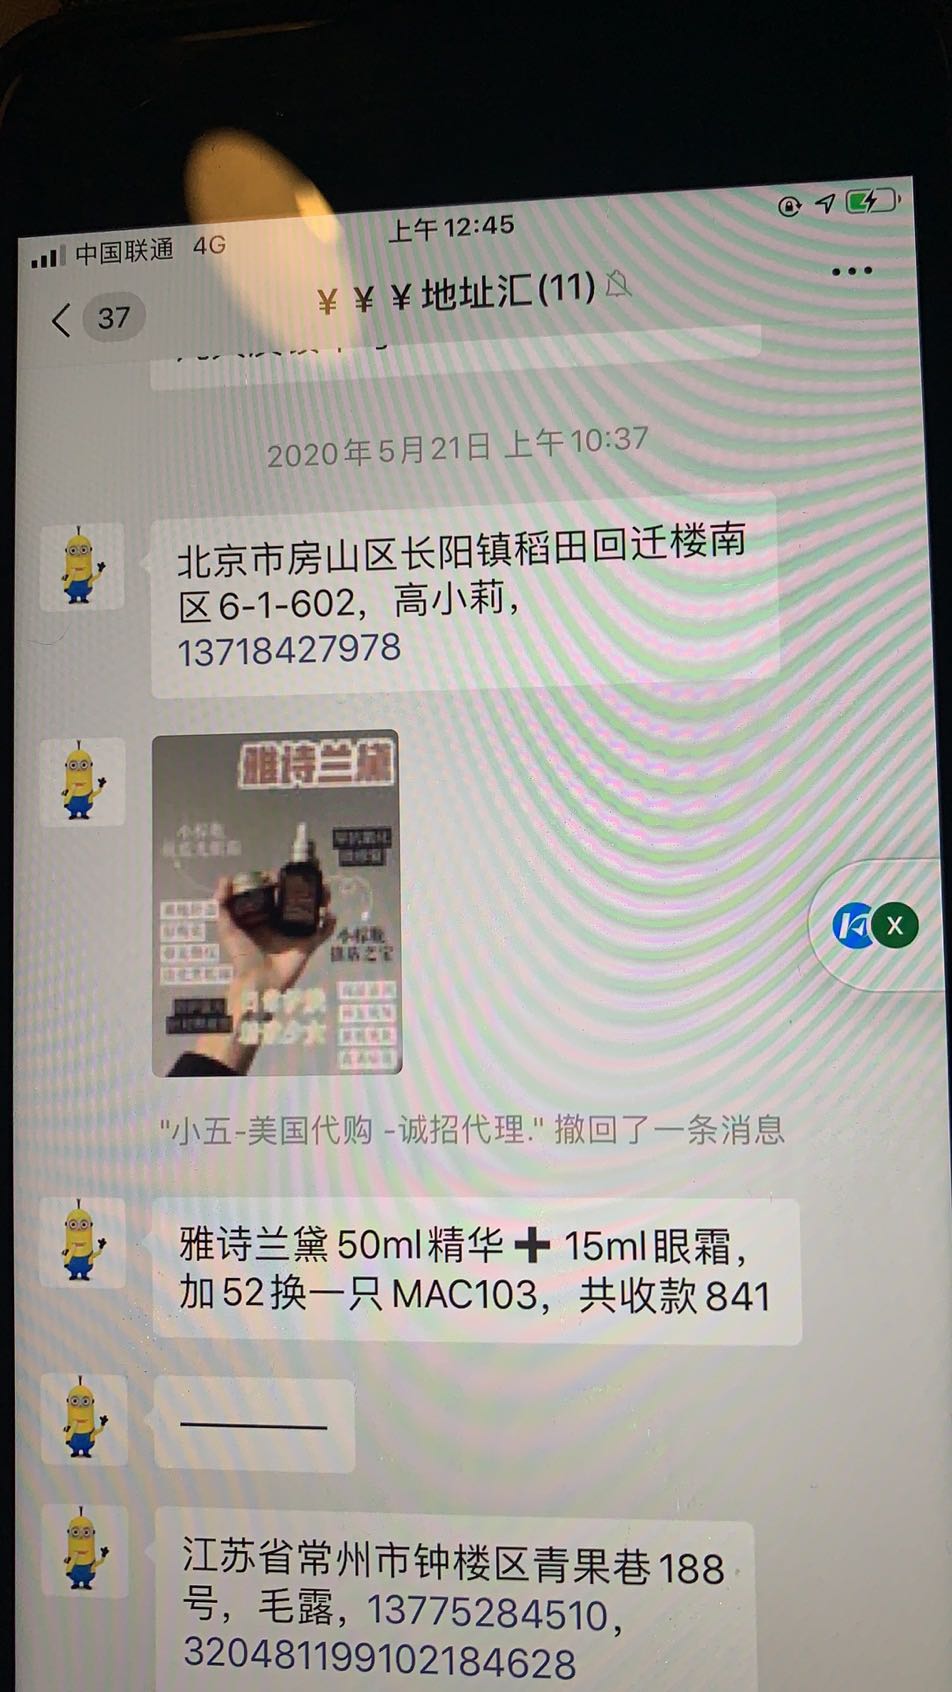 中国联通 4G
上午12:45
37
¥ ¥ ¥地址汇(11)
2020年5月21日 上午10:37
北京市房山区长阳镇稻田回迁楼南
区6-1-602，高小莉，
13718427978
雅诗兰黛
小棕瓶
"小五-美国代购 -诚招代理." 撤回了一条消息
X
雅诗兰黛50ml精华➕15ml眼霜，
加52换一只MAC103，共收款841
江苏省常州市钟楼区青果巷188
号，毛露，13775284510，
320481199102184628